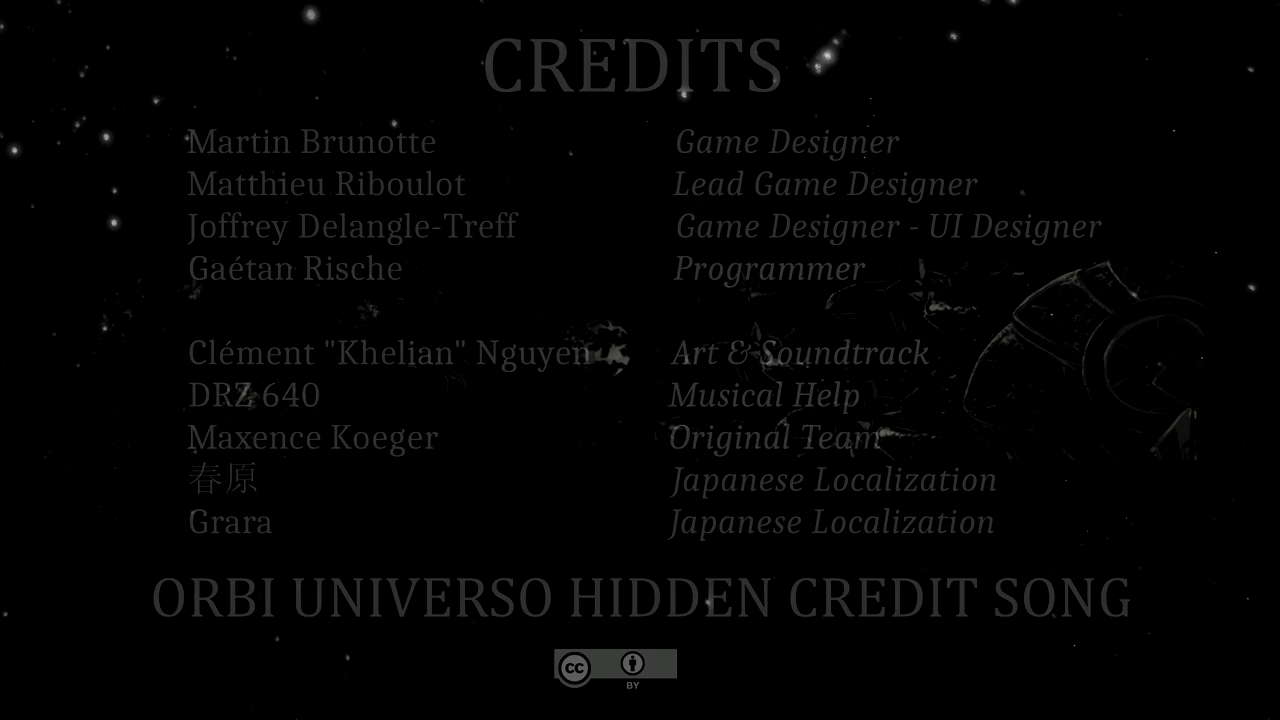 CREDITS
Martin Brunotte Game Designer
Matthieu Riboulot Lead Game Designer
Joffrey Delangle-Treff Game Designer - UI Designer
Gaétan Rische Programmer
Clément "Khelian" Nguyen Art & Soundtrack
DRZ640 Musical Help
Maxence Koeger Original Team
春原 Japanese Localization
Grara Japanese Localization
ORBI UNIVERSO HIDDEN CREDIT SONG
cc
BY